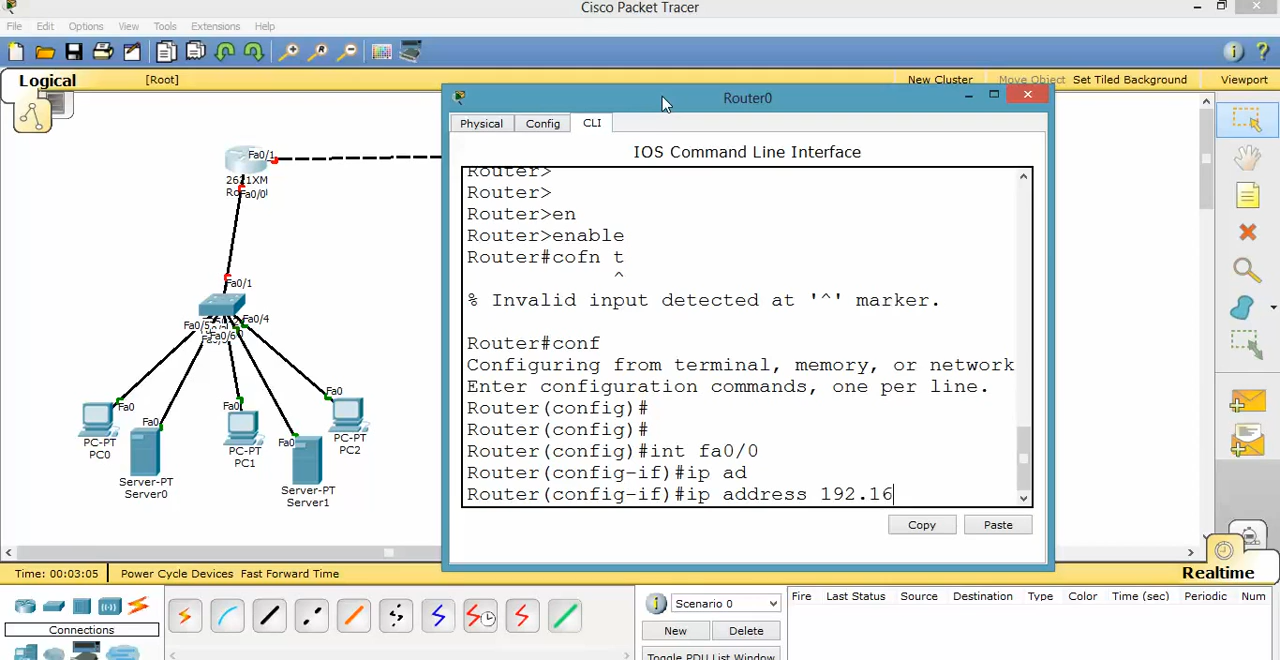 Cisco Packet Tracer
File Edit Options View Tools Extensions Help
Logical [Root] New Cluster Move Object Set Tiled Background Viewport
Router0
Physical Config CLI
IOS Command Line Interface
Router>
Router>
Router>en
Router>enable
Router#cofn t
^
% Invalid input detected at '^' marker.
Router#conf
Configuring from terminal, memory, or network
Enter configuration commands, one per line.
Router(config)#
Router(config)#
Router(config)#int fa0/0
Router(config-if)#ip ad
Router(config-if)#ip address 192.16
Copy Paste
Fa0/1
2621XM
Fa0/0
Fa0/1
Fa0/5
Fa0/6
Fa0/4
Fa0
Fa0
Fa0
Fa0
Fa0
PC-PT
PC0
Server-PT
Server0
PC-PT
PC1
Server-PT
Server1
PC-PT
PC2
Time: 00:03:05 Power Cycle Devices Fast Forward Time
Realtime
Connections
Scenario 0
New Delete
Toggle PDU List Window
Fire Last Status Source Destination Type Color Time (sec) Periodic Num